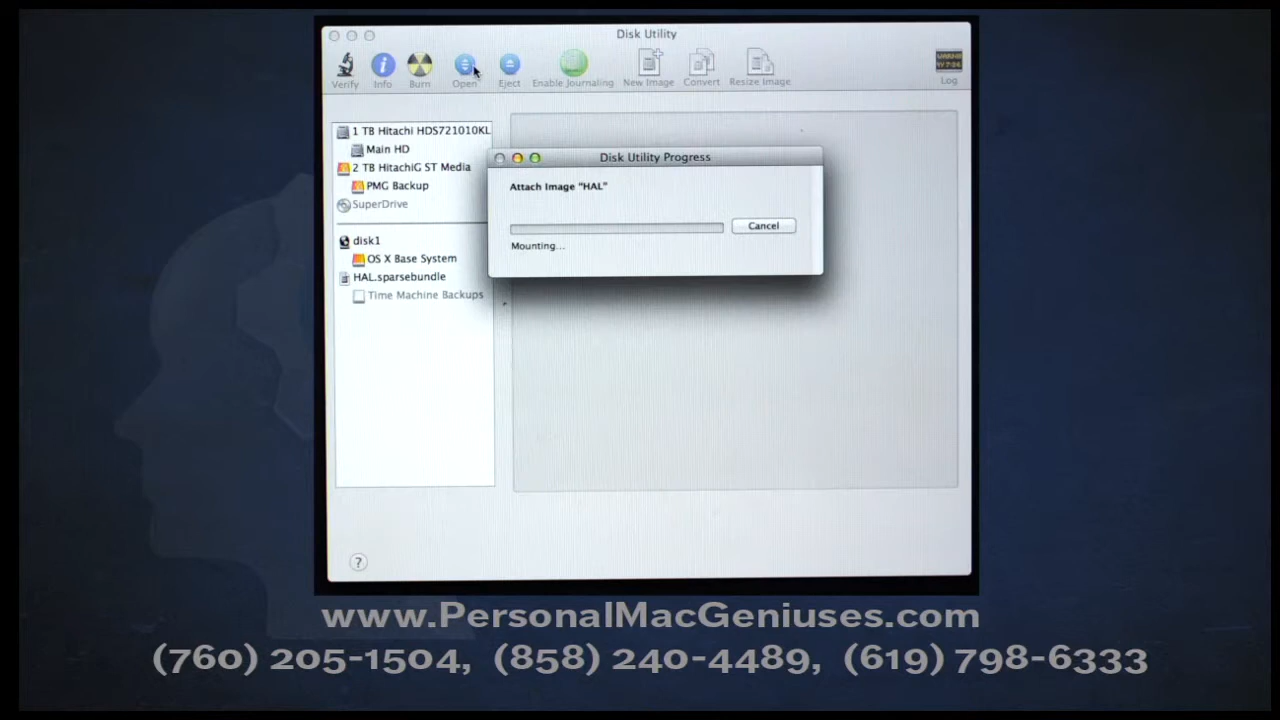 Disk Utility
Verify Info Burn Open Eject Enable Journaling New Image Convert Resize Image Log
1 TB Hitachi HDS721010KL
Main HD
2 TB HitachiG ST Media
PMG Backup
SuperDrive
disk1
OS X Base System
HAL.sparsebundle
Time Machine Backups
Disk Utility Progress
Attach Image "HAL"
Cancel
Mounting...
?
www.PersonalMacGeniuses.com
(760) 205-1504, (858) 240-4489, (619) 798-6333